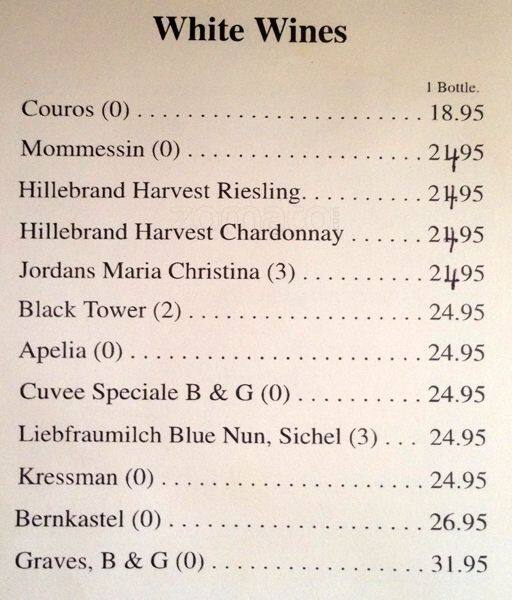 White Wines
1 Bottle.
Couros (0) ........................ 18.95
Mommessin (0) .................... 24.95
Hillebrand Harvest Riesling. .......... 24.95
Hillebrand Harvest Chardonnay ...... 24.95
Jordans Maria Christina (3) .......... 24.95
Black Tower (2) .................... 24.95
Apelia (0) ......................... 24.95
Cuvee Speciale B & G (0) ........... 24.95
Liebfraumilch Blue Nun, Sichel (3) ... 24.95
Kressman (0) ...................... 24.95
Bernkastel (0) ..................... 26.95
Graves, B & G (0) .................. 31.95